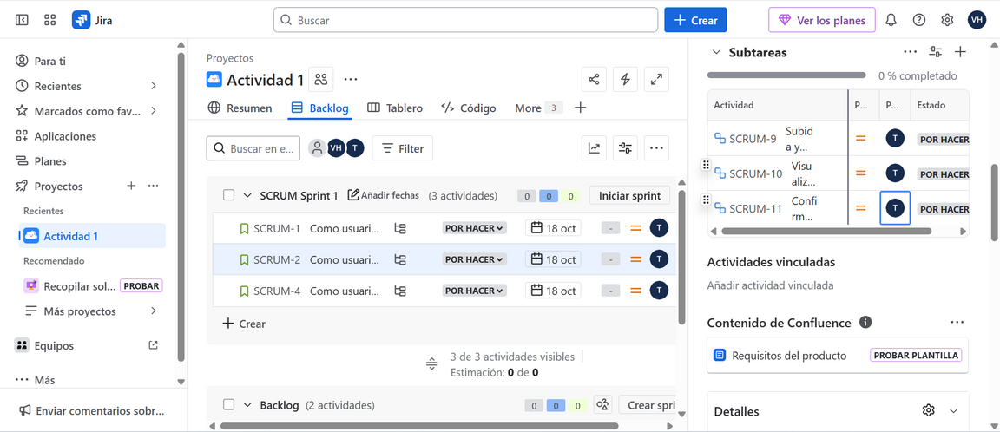 Jira
Buscar
Crear
Ver los planes
VH
Para ti
Recientes
Marcados como fav...
Aplicaciones
Planes
Proyectos
Recientes
Actividad 1
Recomendado
Recopilar sol... PROBAR
Más proyectos
Equipos
Más
Enviar comentarios sobr...
Proyectos
Actividad 1
Resumen Backlog Tablero Código More 3
Buscar en e... VH T Filter
SCRUM Sprint 1 Añadir fechas (3 actividades) 0 0 0 Iniciar sprint
SCRUM-1 Como usuari... POR HACER 18 oct - T
SCRUM-2 Como usuari... POR HACER 18 oct - T
SCRUM-4 Como usuari... POR HACER 18 oct - T
Crear
3 de 3 actividades visibles
Estimación: 0 de 0
Backlog (2 actividades) 0 0 0 Crear spri
Subtareas
0 % completado
Actividad P... P... Estado
SCRUM-9 Subid
a y... T POR HACER
SCRUM-10 Visu
aliz... T POR HACER
SCRUM-11 Confi
rm... T POR HACER
Actividades vinculadas
Añadir actividad vinculada
Contenido de Confluence
Requisitos del producto PROBAR PLANTILLA
Detalles